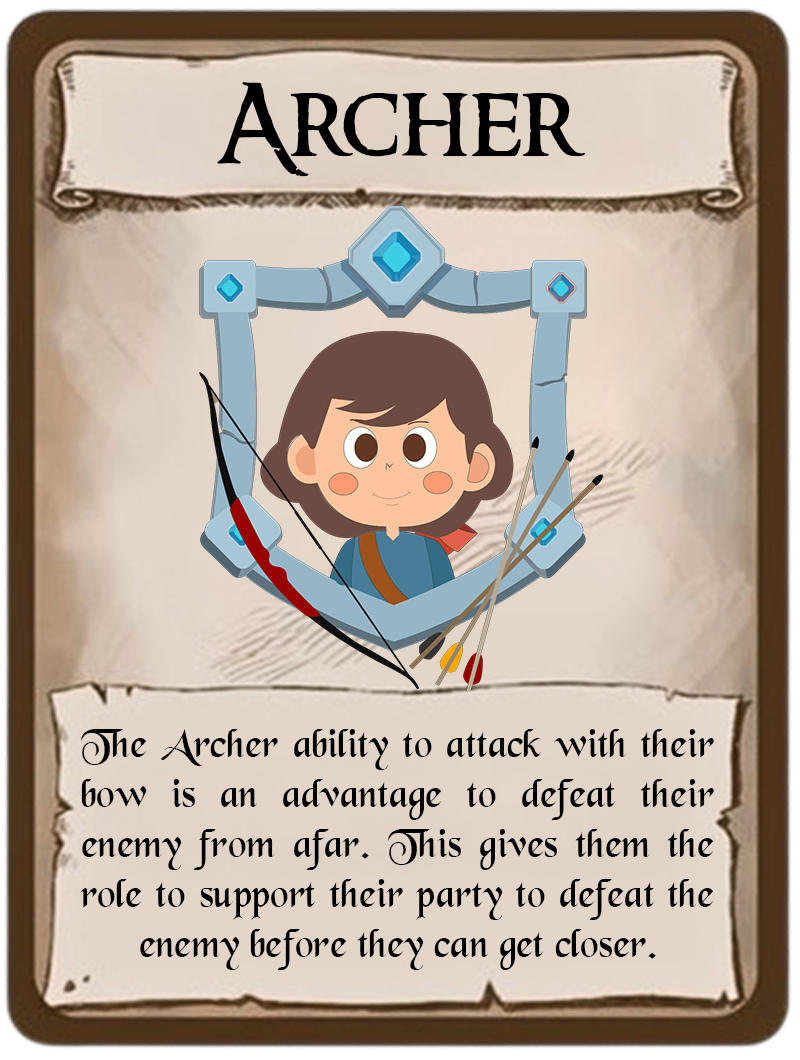 Archer
The Archer ability to attack with their
bow is an advantage to defeat their
enemy from afar. This gives them the
role to support their party to defeat the
enemy before they can get closer.